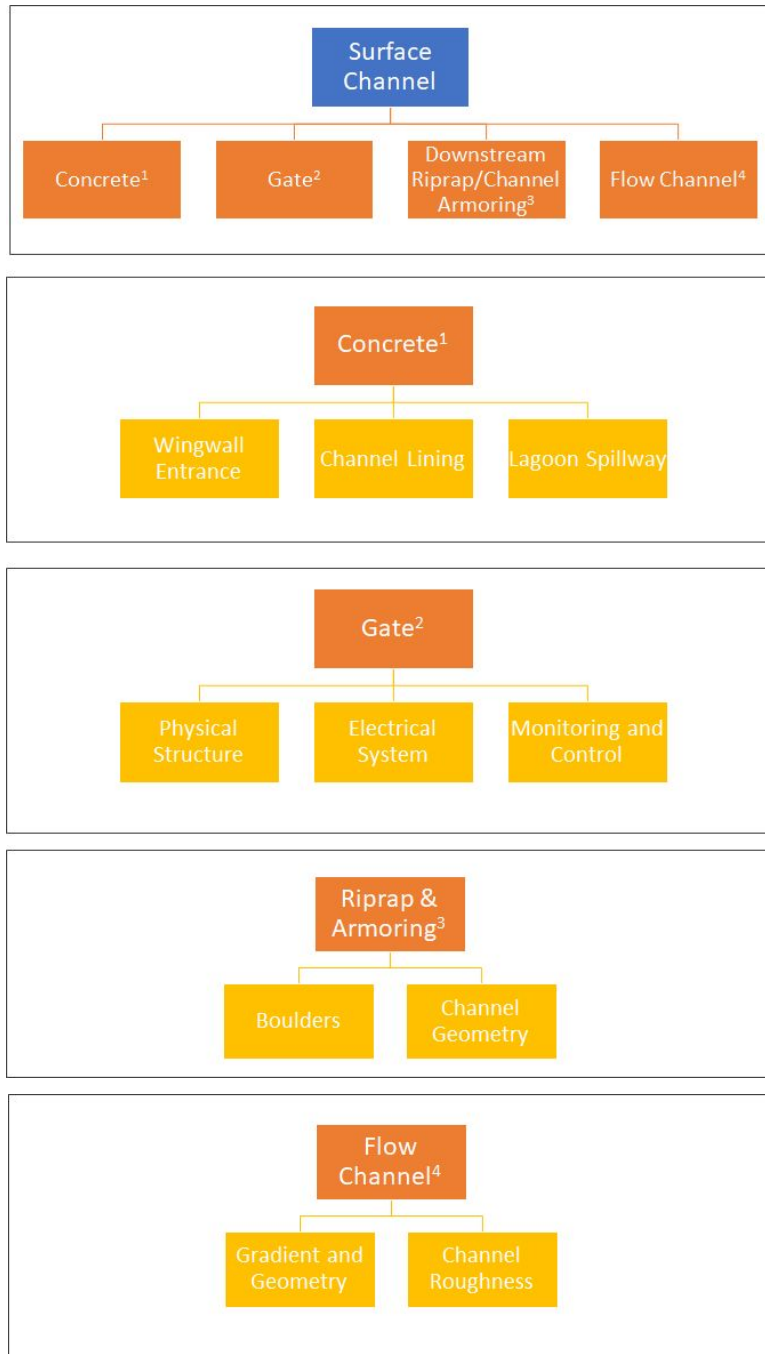 Surface
Channel
Concrete¹
Gate²
Downstream
Riprap/Channel
Armoring³
Flow Channel⁴
Concrete¹
Wingwall
Entrance
Channel Lining
Lagoon Spillway
Gate²
Physical
Structure
Electrical
System
Monitoring and
Control
Riprap &
Armoring³
Boulders
Channel
Geometry
Flow
Channel⁴
Gradient and
Geometry
Channel
Roughness